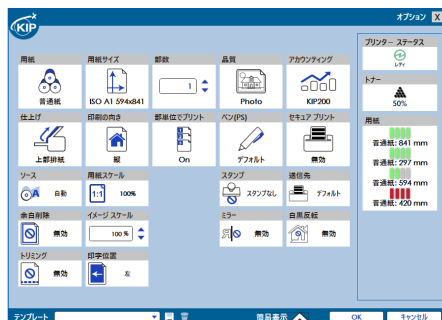 KIP
オプション X
用紙
普通紙
用紙サイズ
ISO A1 594x841
部数
1
品質
Photo
アカウンティング
KIP200
仕上げ
上部排紙
印刷の向き
縦
部単位でプリント
On
ペン(PS)
デフォルト
セキュア プリント
無効
ソース
自動
用紙スケール
1:1
100%
スタンプ
スタンプなし
送信先
デフォルト
余白削除
無効
イメージ スケール
100 %
ミラー
無効
白黒反転
無効
トリミング
無効
印字位置
左
プリンター ステータス
レディ
トナー
50%
用紙
普通紙: 841 mm
普通紙: 297 mm
普通紙: 594 mm
普通紙: 420 mm
テンプレート
簡易表示
OK
キャンセル